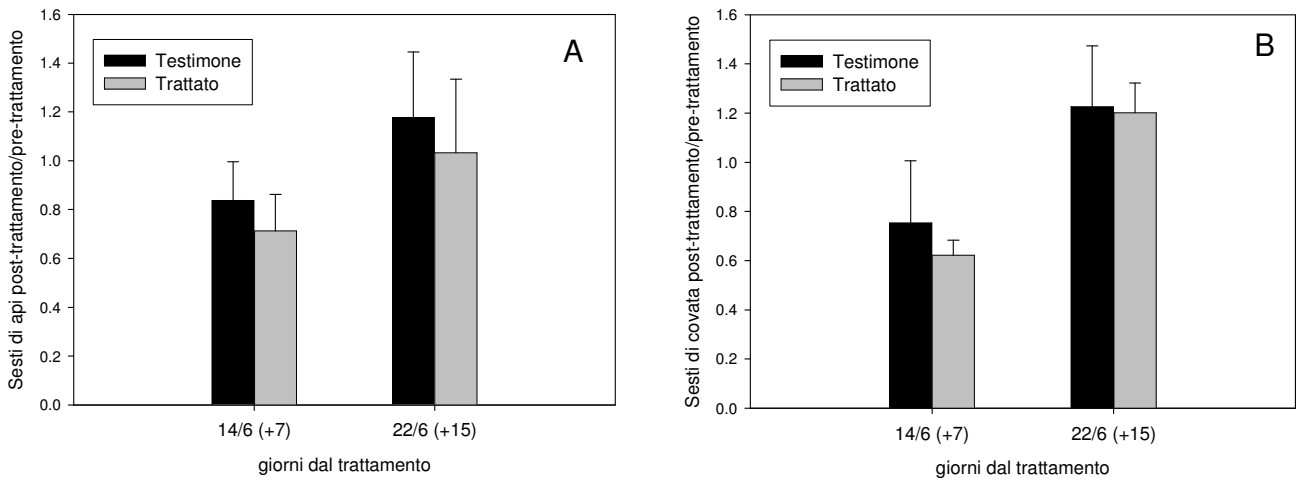 Sesti di api post-trattamento/pre-trattamento
1.6
1.4
1.2
1.0
0.8
0.6
0.4
0.2
0.0
Testimone
Trattato
A
14/6 (+7)
22/6 (+15)
giorni dal trattamento
Sesti di covata post-trattamento/pre-trattamento
1.6
1.4
1.2
1.0
0.8
0.6
0.4
0.2
0.0
Testimone
Trattato
B
14/6 (+7)
22/6 (+15)
giorni dal trattamento